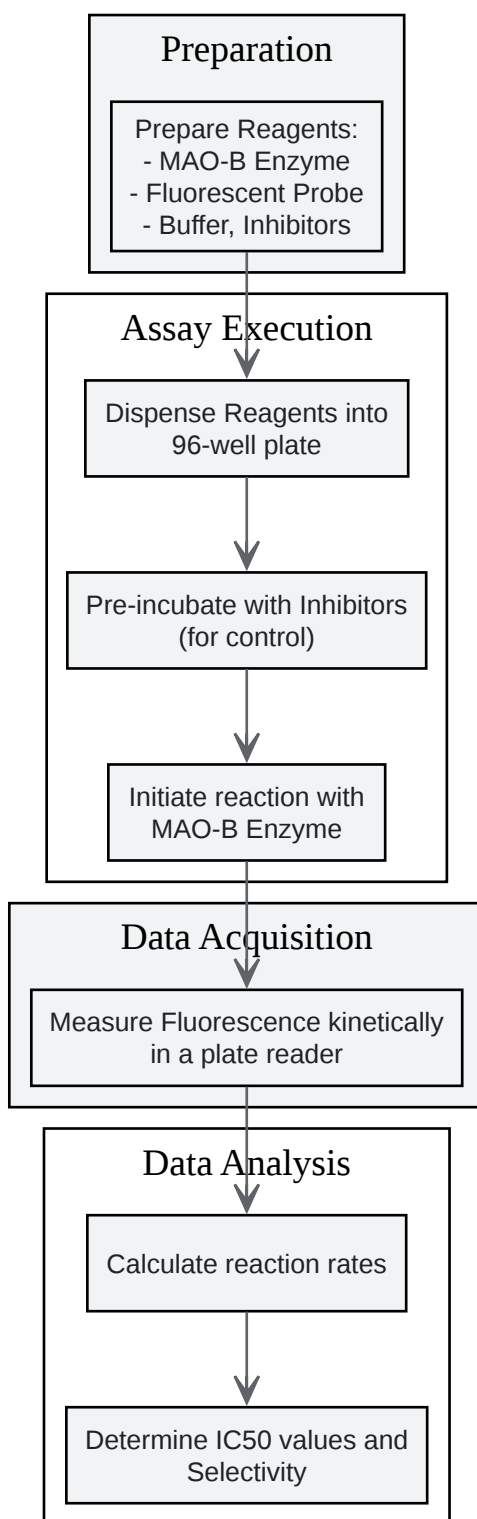 Preparation
Prepare Reagents:
- MAO-B Enzyme
- Fluorescent Probe
- Buffer, Inhibitors
Assay Execution
Dispense Reagents into
96-well plate
Pre-incubate with Inhibitors
(for control)
Initiate reaction with
MAO-B Enzyme
Data Acquisition
Measure Fluorescence kinetically
in a plate reader
Data Analysis
Calculate reaction rates
Determine IC50 values and
Selectivity